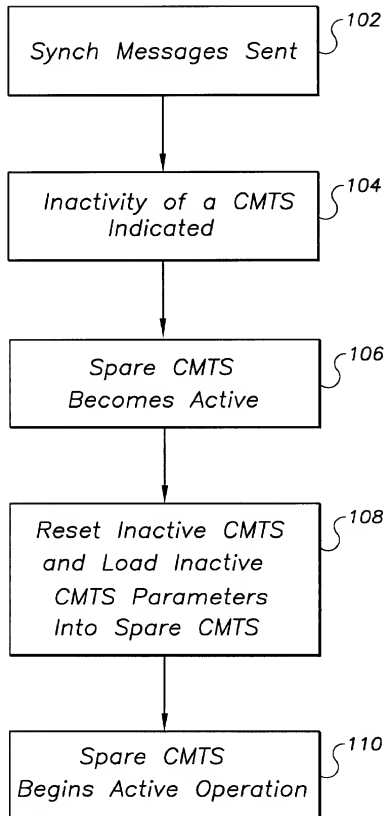 102
Synch Messages Sent
104
Inactivity of a CMTS
Indicated
106
Spare CMTS
Becomes Active
108
Reset Inactive CMTS
and Load Inactive
CMTS Parameters
Into Spare CMTS
110
Spare CMTS
Begins Active Operation